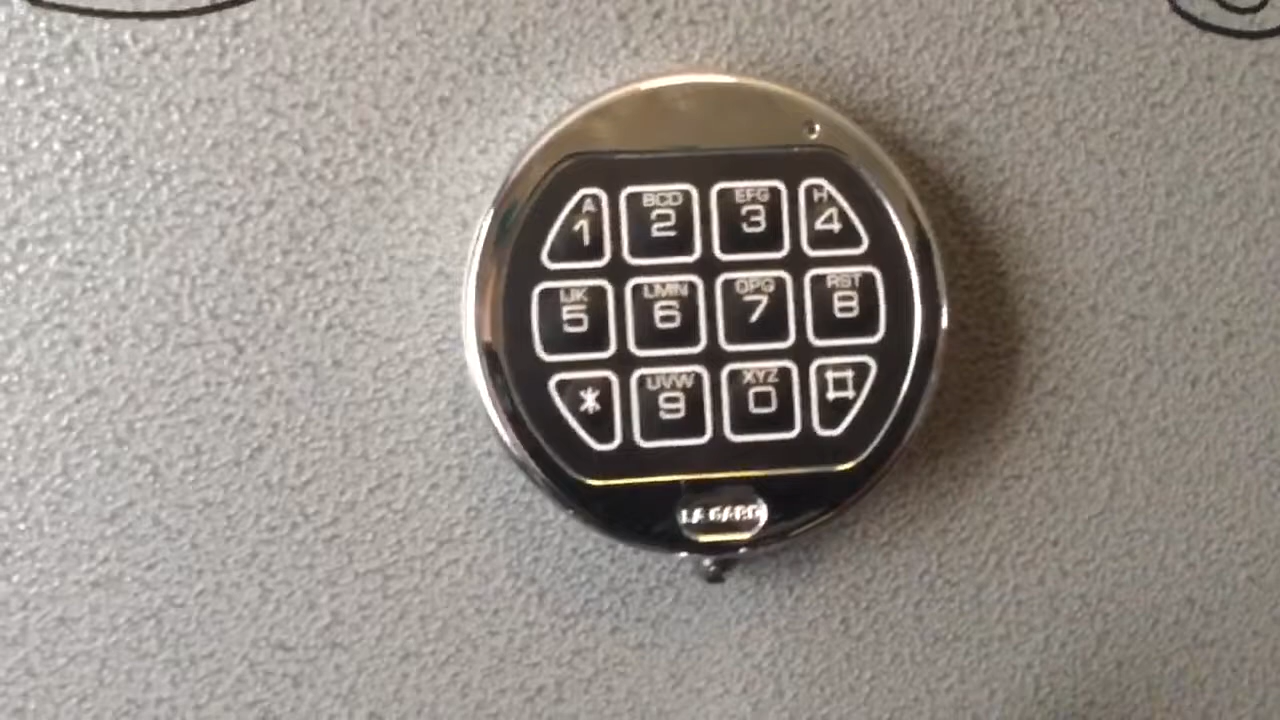 A BCD EFG H
1 2 3 4
IJK LMN OPQ RST
5 6 7 8
UVW XYZ
* 9 0 #
LA GARD